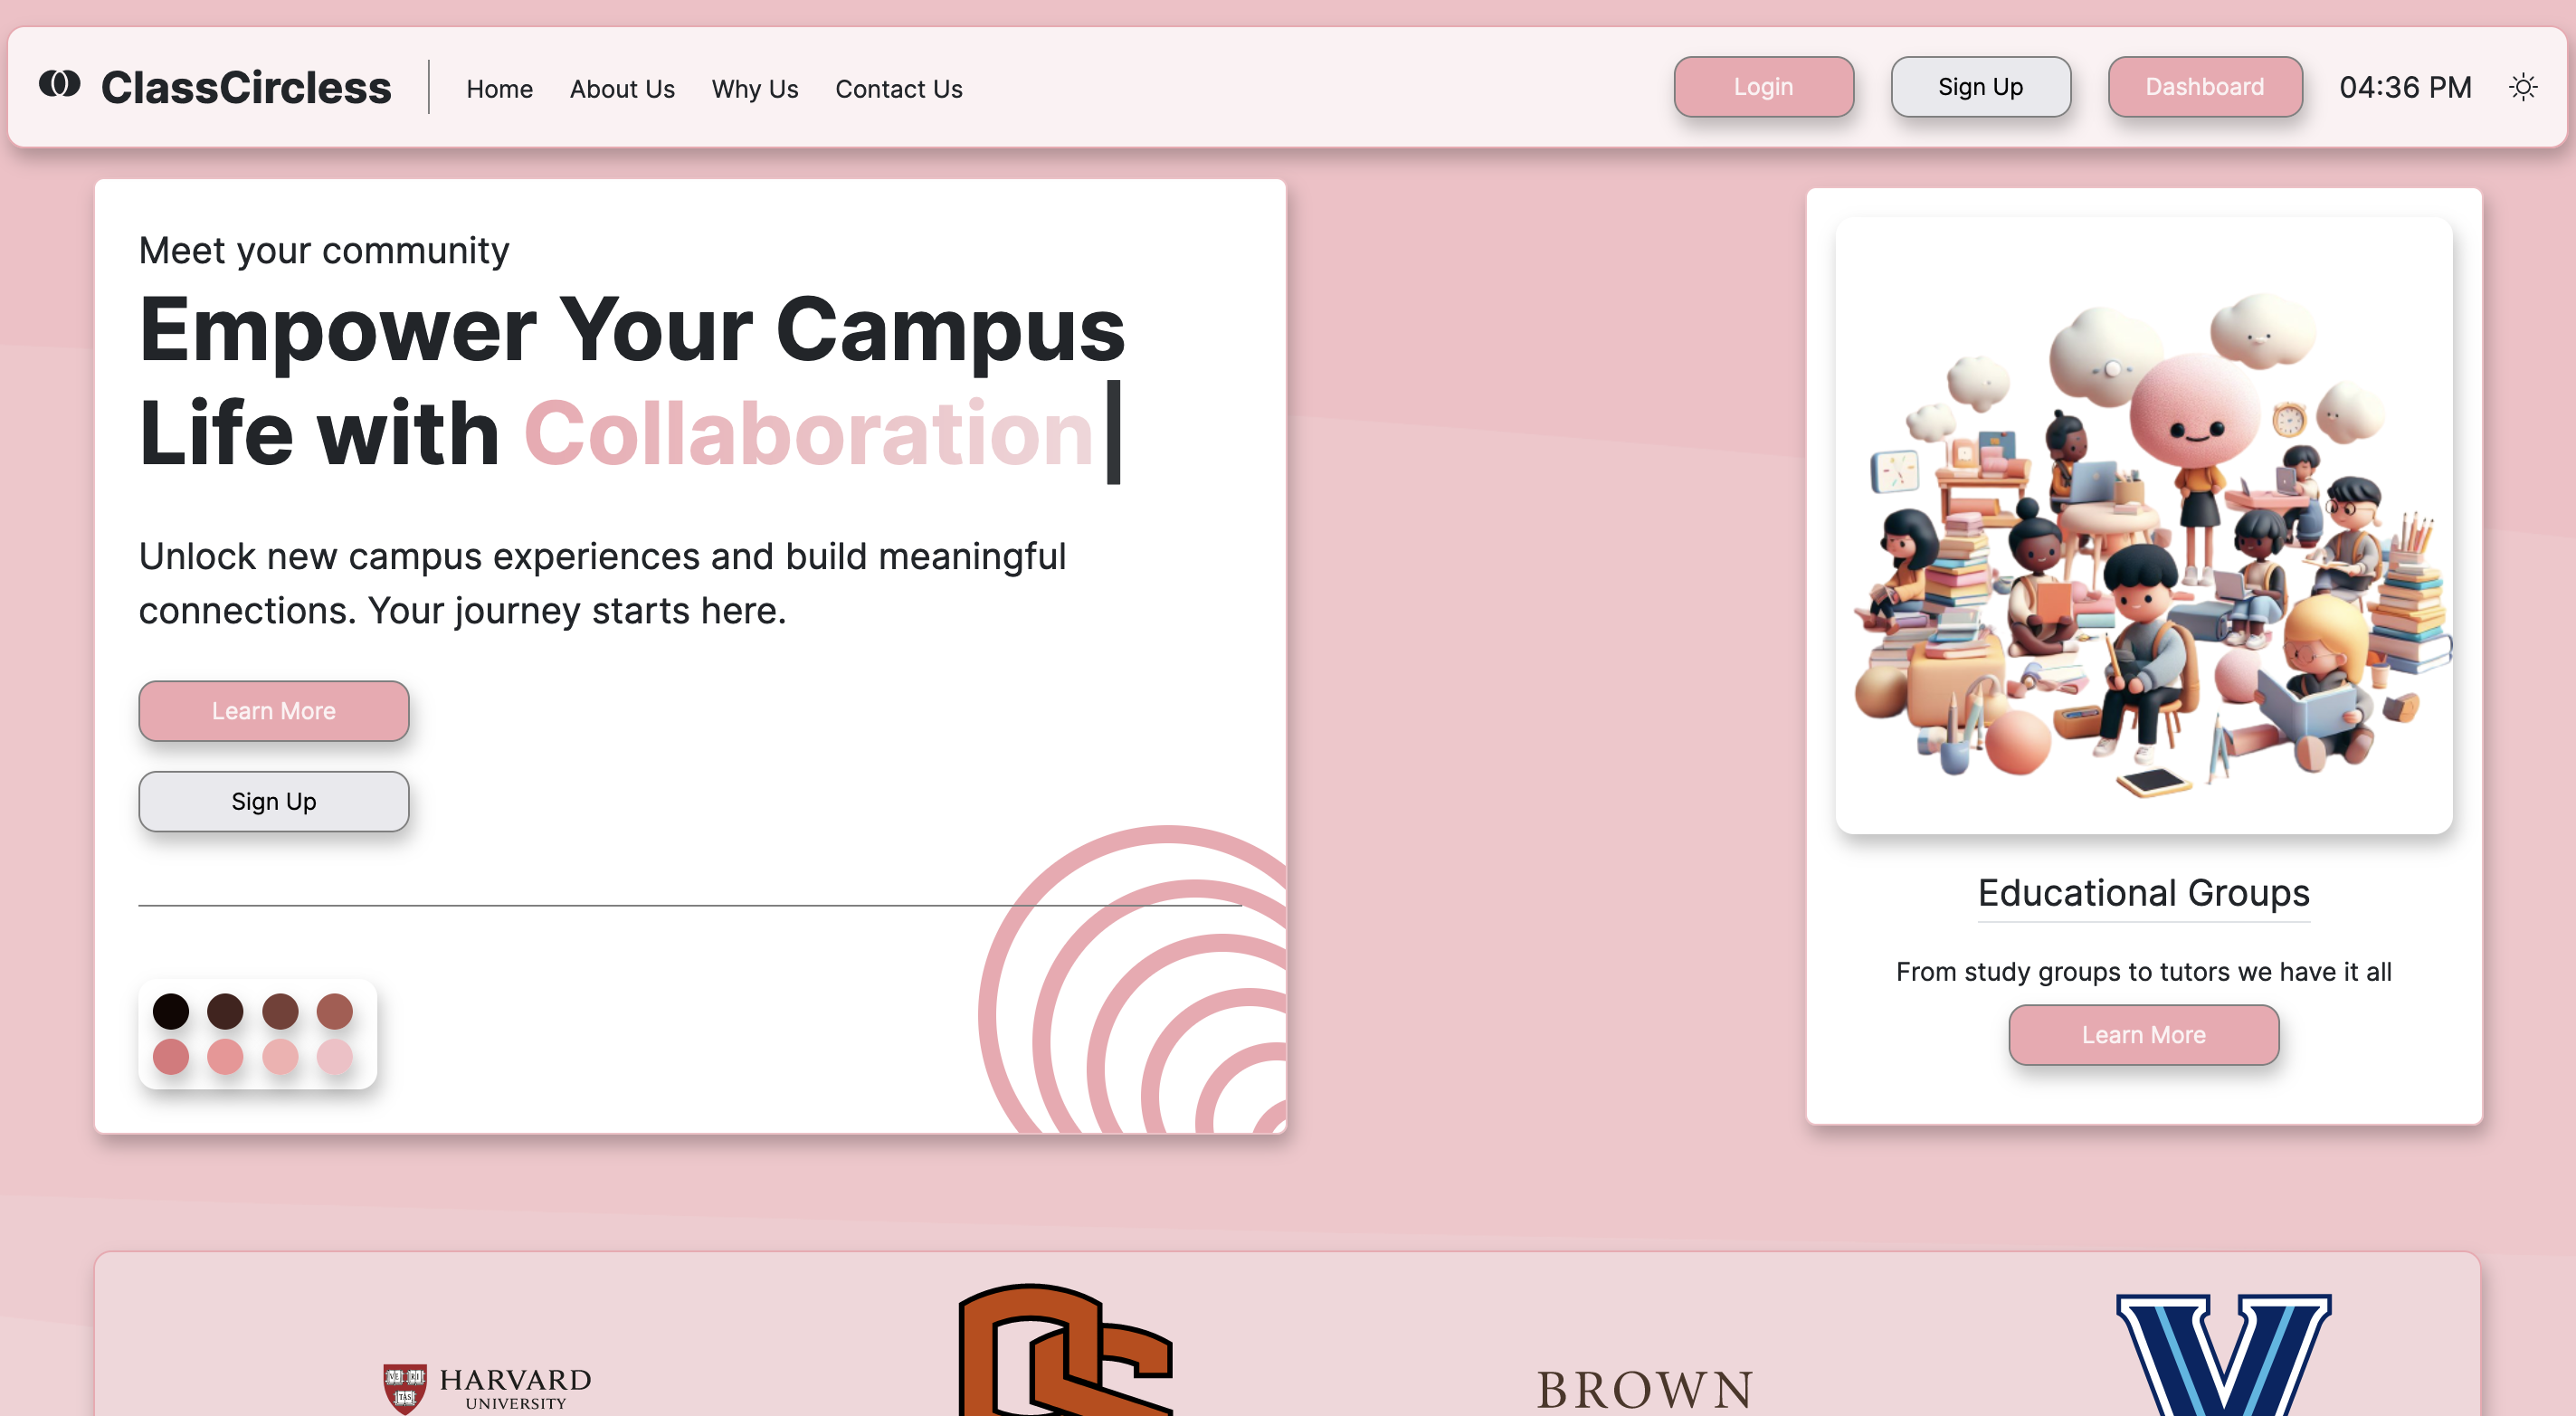 ClassCircless
Home About Us Why Us Contact Us
Login Sign Up Dashboard 04:36 PM
Meet your community
Empower Your Campus
Life with Collaboration|
Unlock new campus experiences and build meaningful
connections. Your journey starts here.
Learn More
Sign Up
Educational Groups
From study groups to tutors we have it all
Learn More
VE RI
TAS
HARVARD
UNIVERSITY
OS
BROWN
V